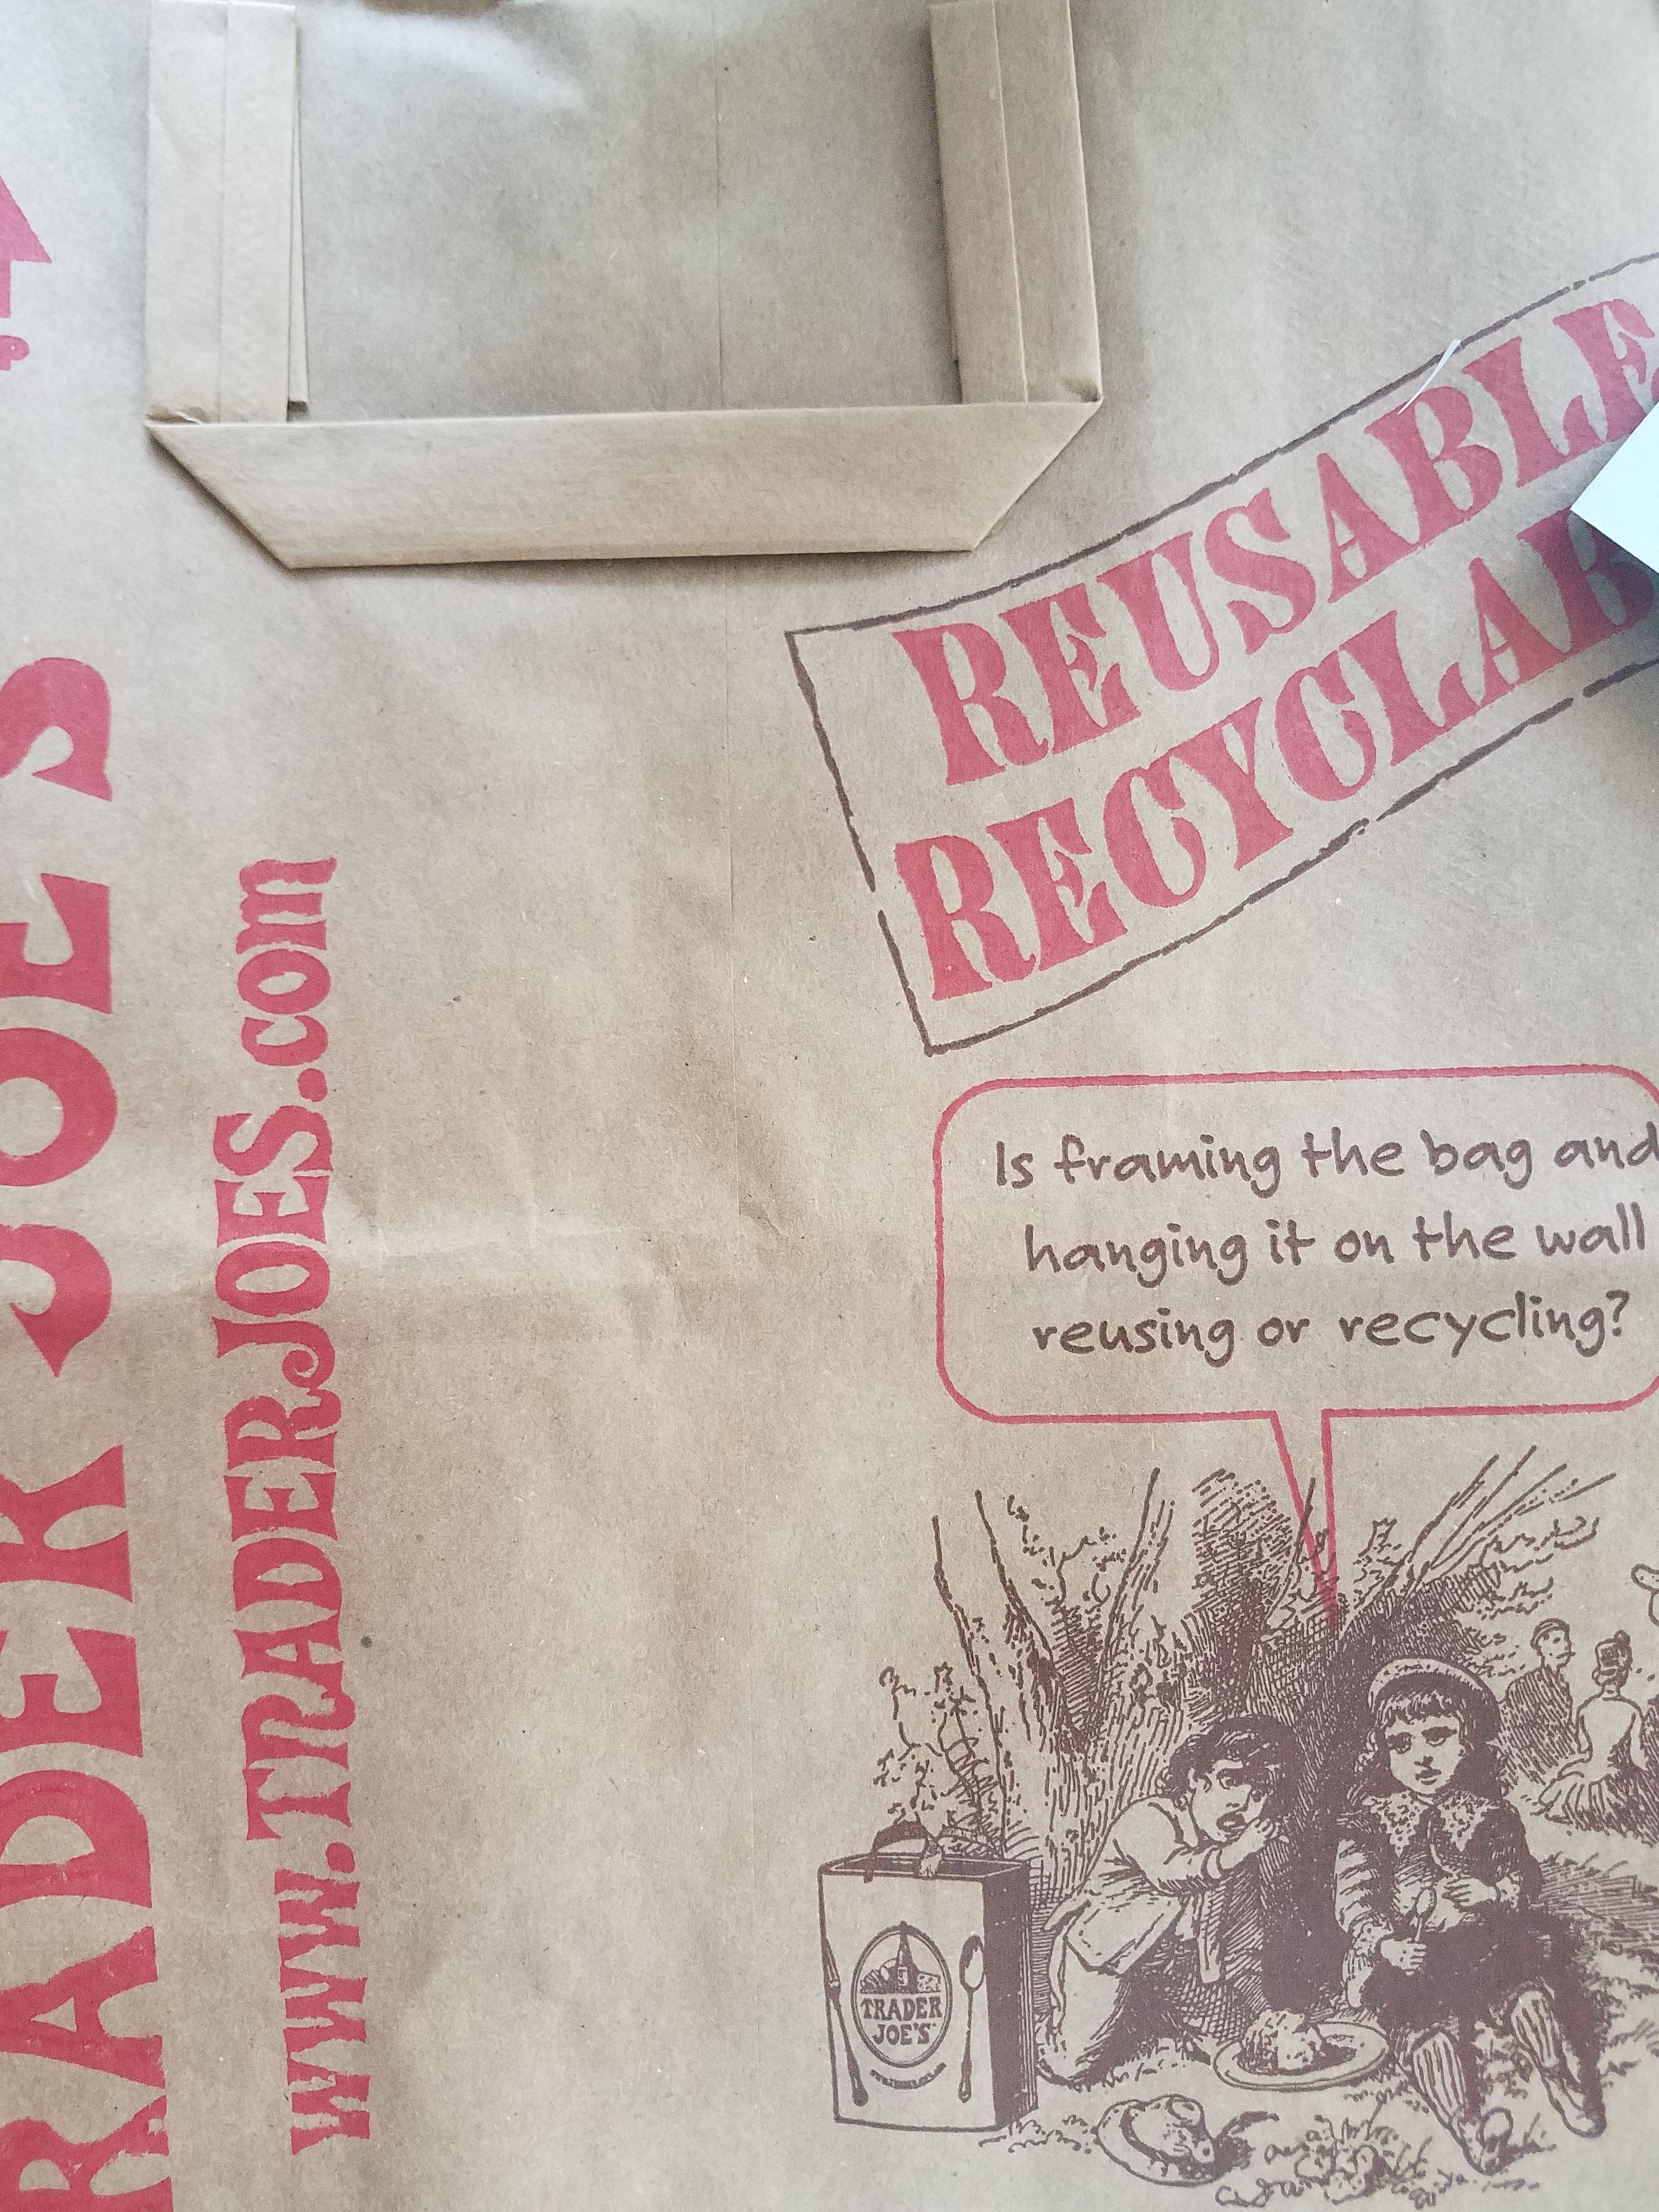 RADER JOE'S
www.TRADERJOES.com
REUSABLE
RECYCLAB
Is framing the bag and
hanging it on the wall
reusing or recycling?
TRADER
JOE'S